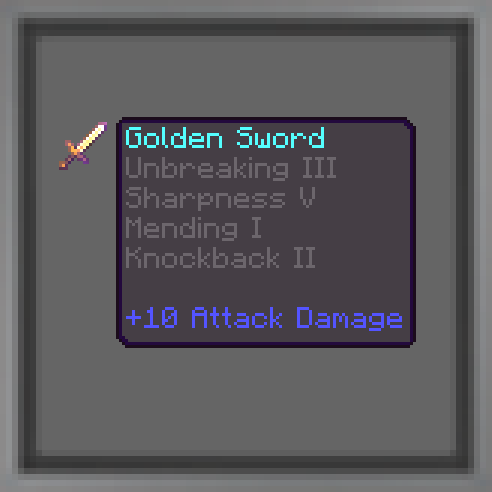 Golden Sword
Unbreaking III
Sharpness V
Mending I
Knockback II
+10 Attack Damage